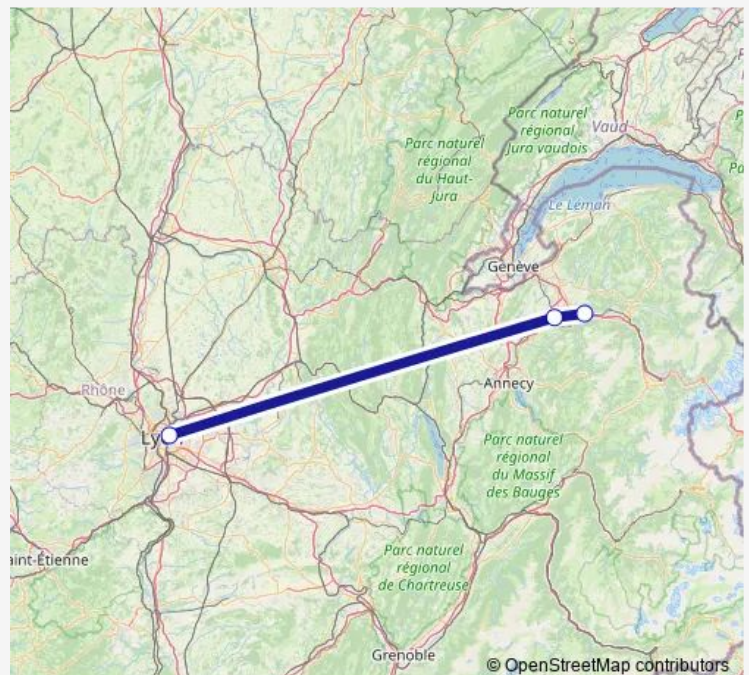 Parc naturel
régional
Jura vaudois
Vaud
Parc naturel
régional
du Haut-
Jura
Le Léman
Genève
Annecy
Rhône
Parc naturel
régional
du Massif
des Bauges
aint-Étienne
Parc naturel
régional
de Chartreuse
Grenoble
© OpenStreetMap contributors